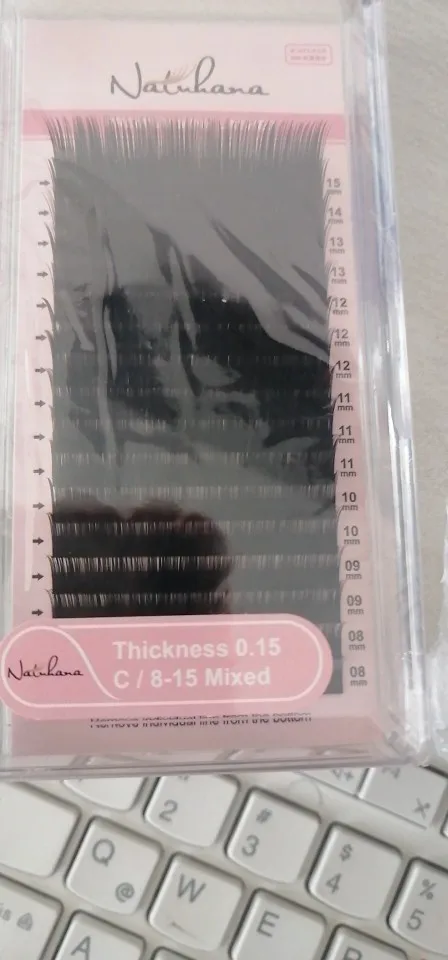 Natuhana
15
mm
14
mm
13
mm
13
mm
12
mm
12
mm
12
mm
11
mm
11
mm
11
mm
10
mm
10
mm
09
mm
09
mm
08
mm
08
mm
Natuhana
Thickness 0.15
C / 8-15 Mixed
Remove individual line from the bottom
2
#
3
$
4
%
5
Q
@
W
E
R
A